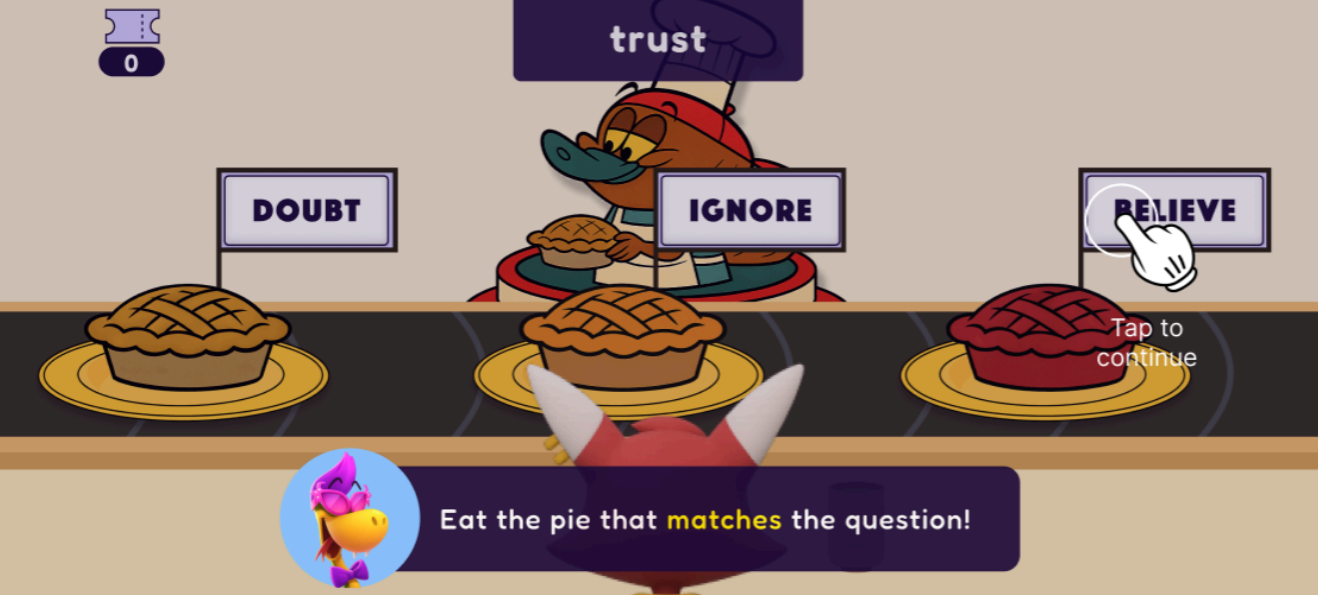 trust
0
DOUBT
IGNORE
BELIEVE
Tap to
continue
Eat the pie that matches the question!